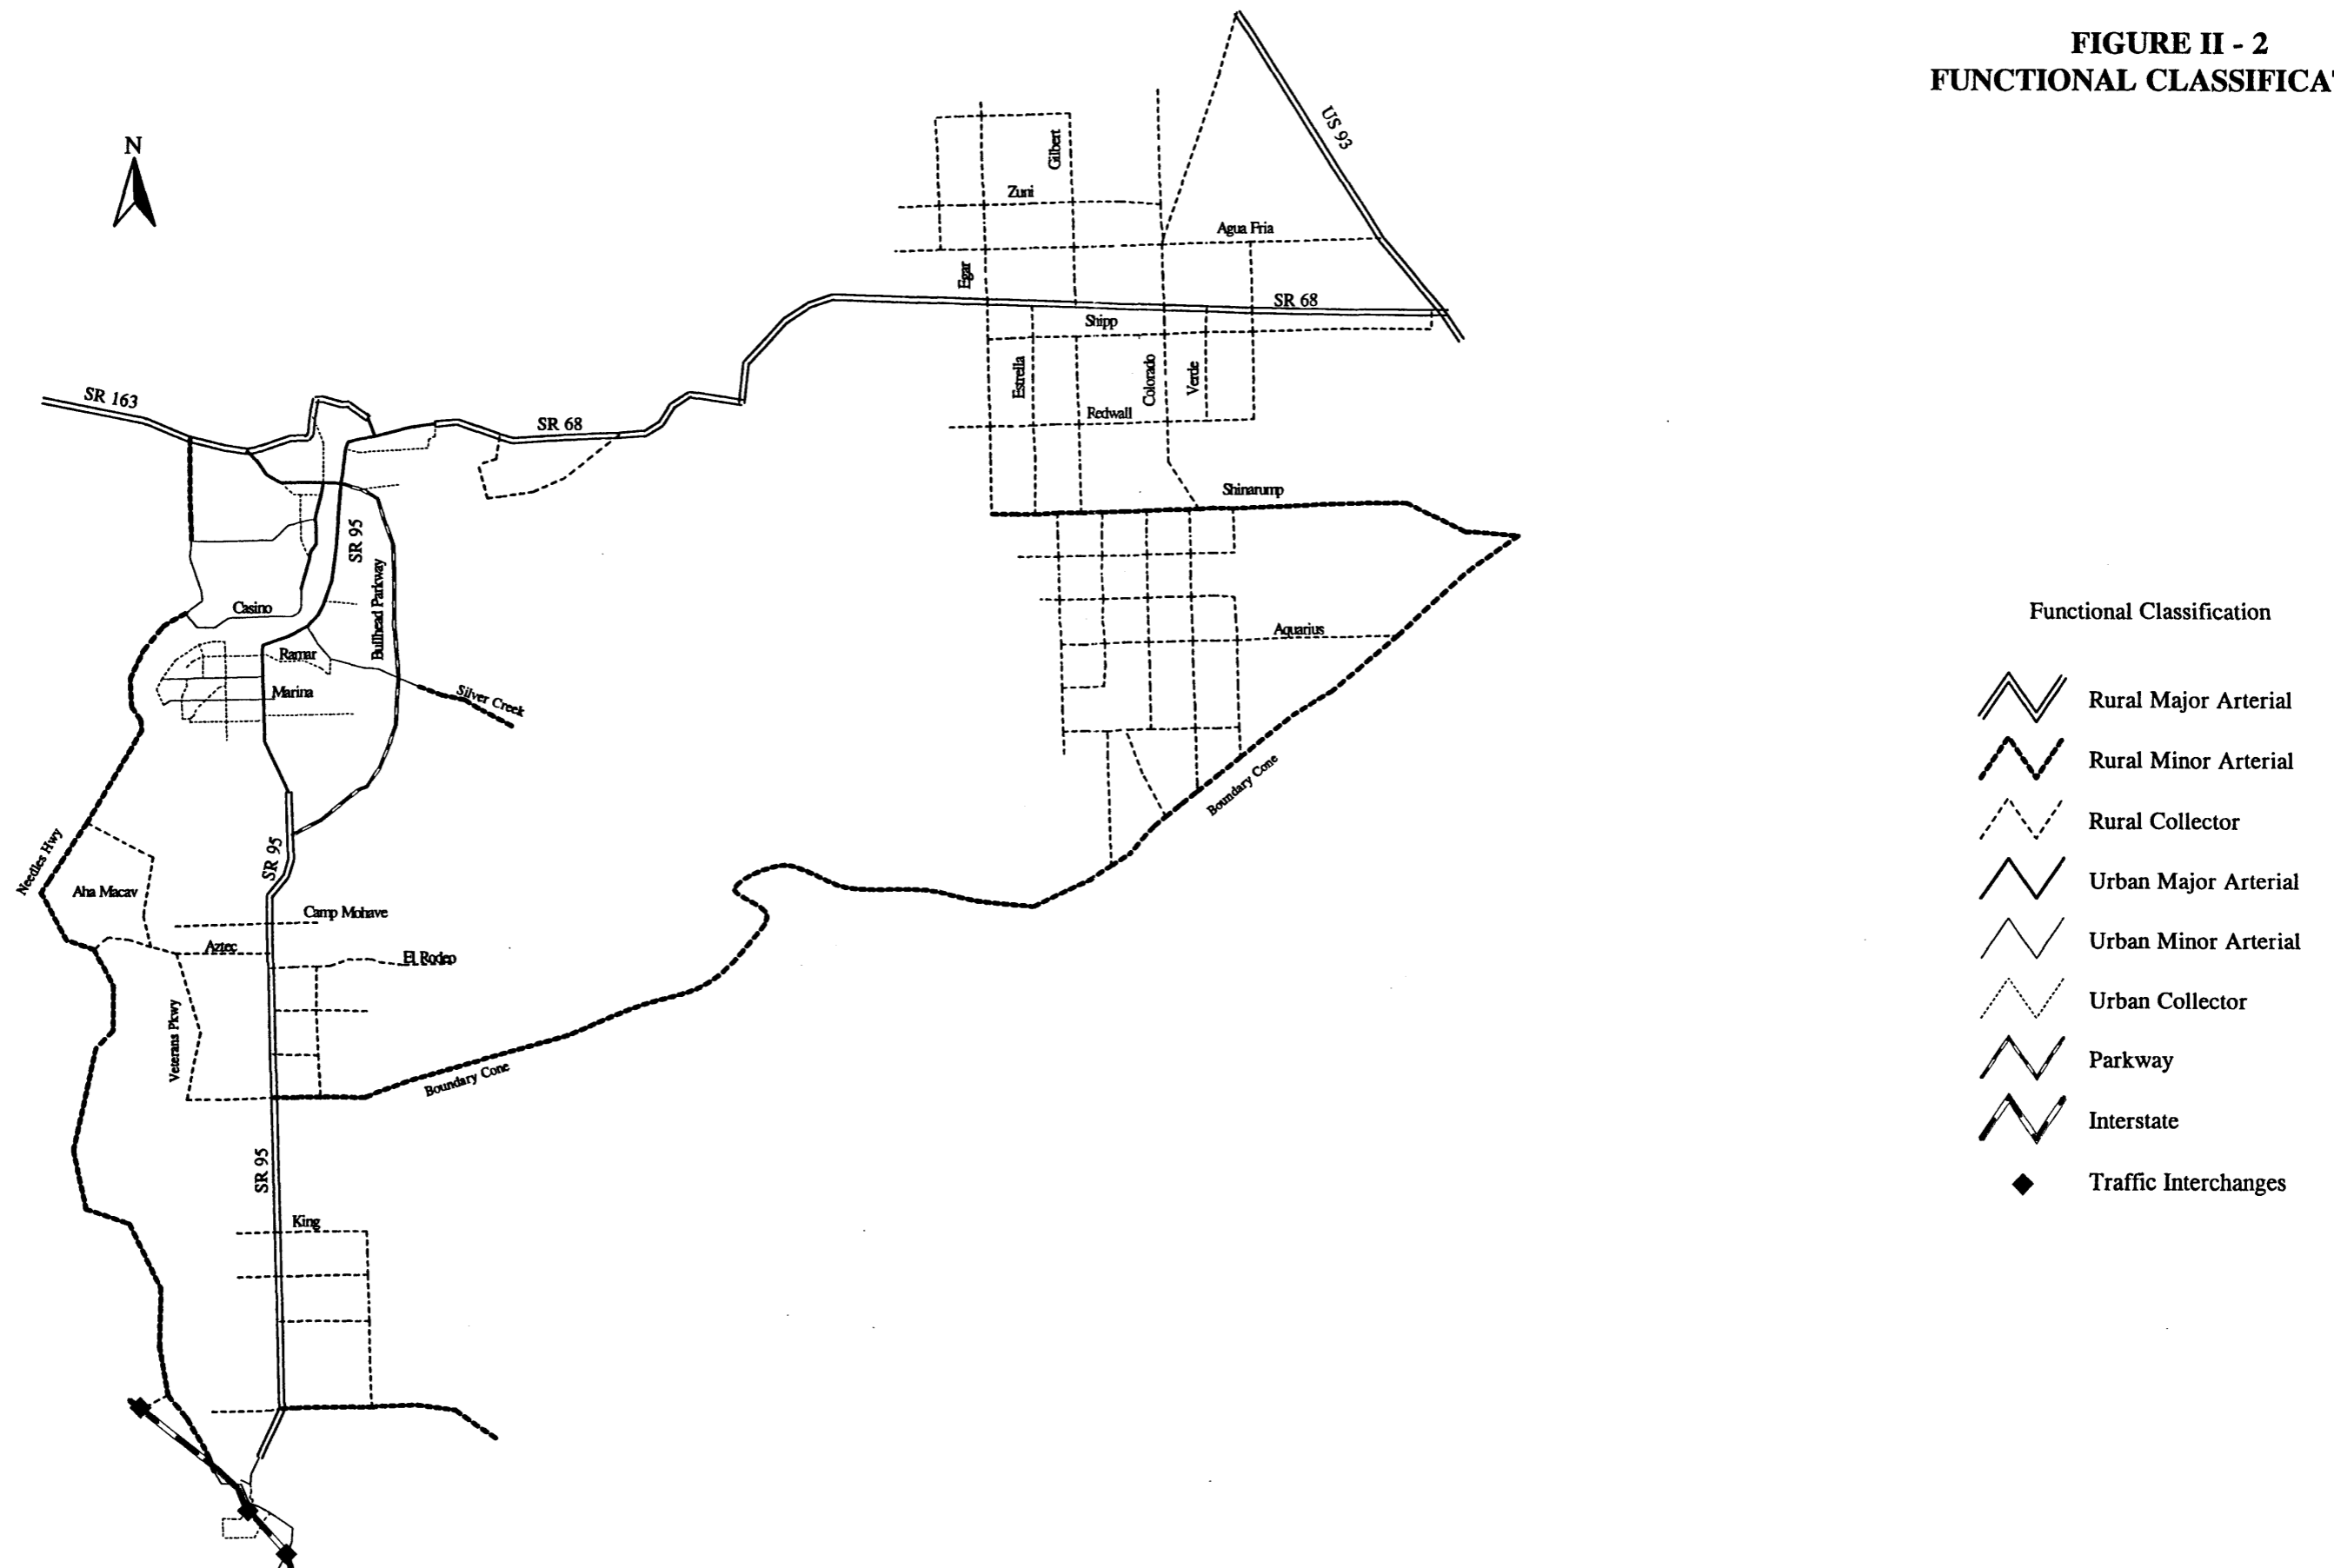 FIGURE II - 2
FUNCTIONAL CLASSIFICA
N
US 93
Gilbert
Zuni
Agua Fria
Egar
SR 68
Shipp
Estrella
Colorado
Verde
Redwall
SR 163
SR 68
Shinarump
SR 95
Bullhead Parkway
Casino
Ramar
Marina
Silver Creek
Aquarius
Boundary Cone
Needles Hwy
SR 95
Aha Macav
Camp Mohave
Aztec
El Rodeo
Veterans Pkwy
Boundary Cone
SR 95
King
Functional Classification
Rural Major Arterial
Rural Minor Arterial
Rural Collector
Urban Major Arterial
Urban Minor Arterial
Urban Collector
Parkway
Interstate
Traffic Interchanges